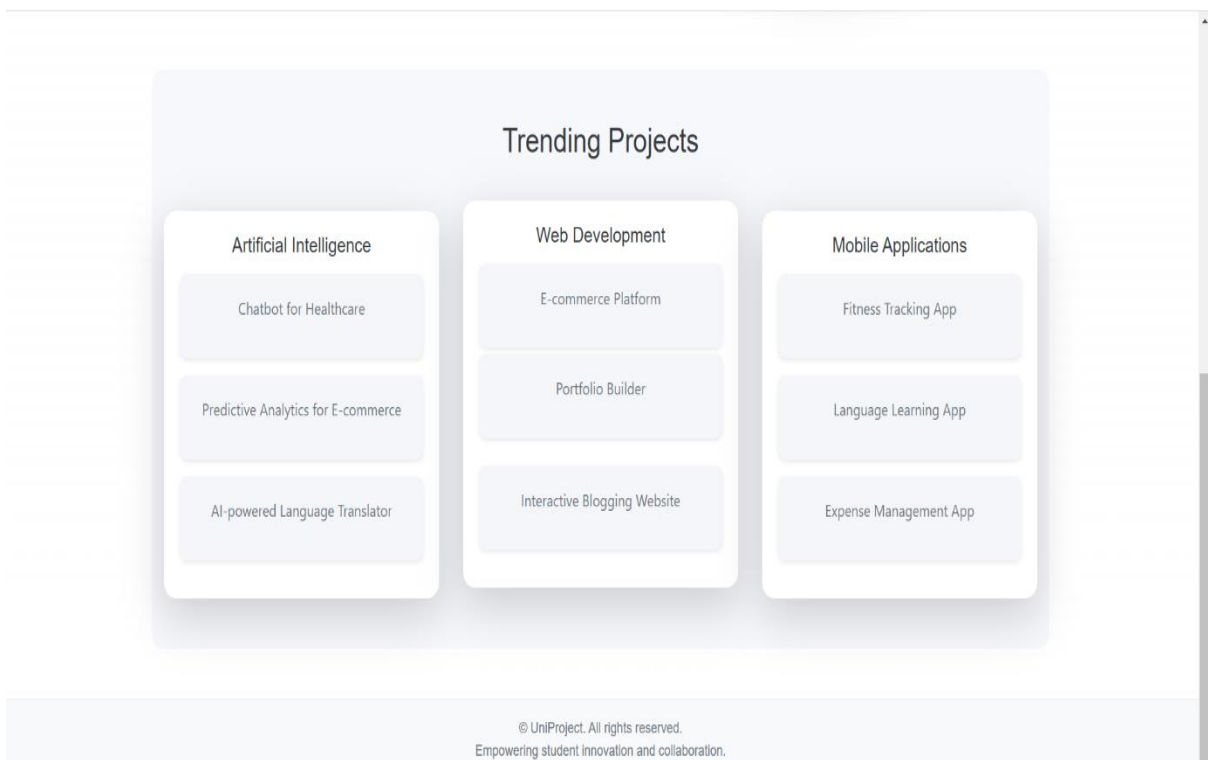 Trending Projects
Artificial Intelligence
Chatbot for Healthcare
Predictive Analytics for E-commerce
AI-powered Language Translator
Web Development
E-commerce Platform
Portfolio Builder
Interactive Blogging Website
Mobile Applications
Fitness Tracking App
Language Learning App
Expense Management App
© UniProject. All rights reserved.
Empowering student innovation and collaboration.